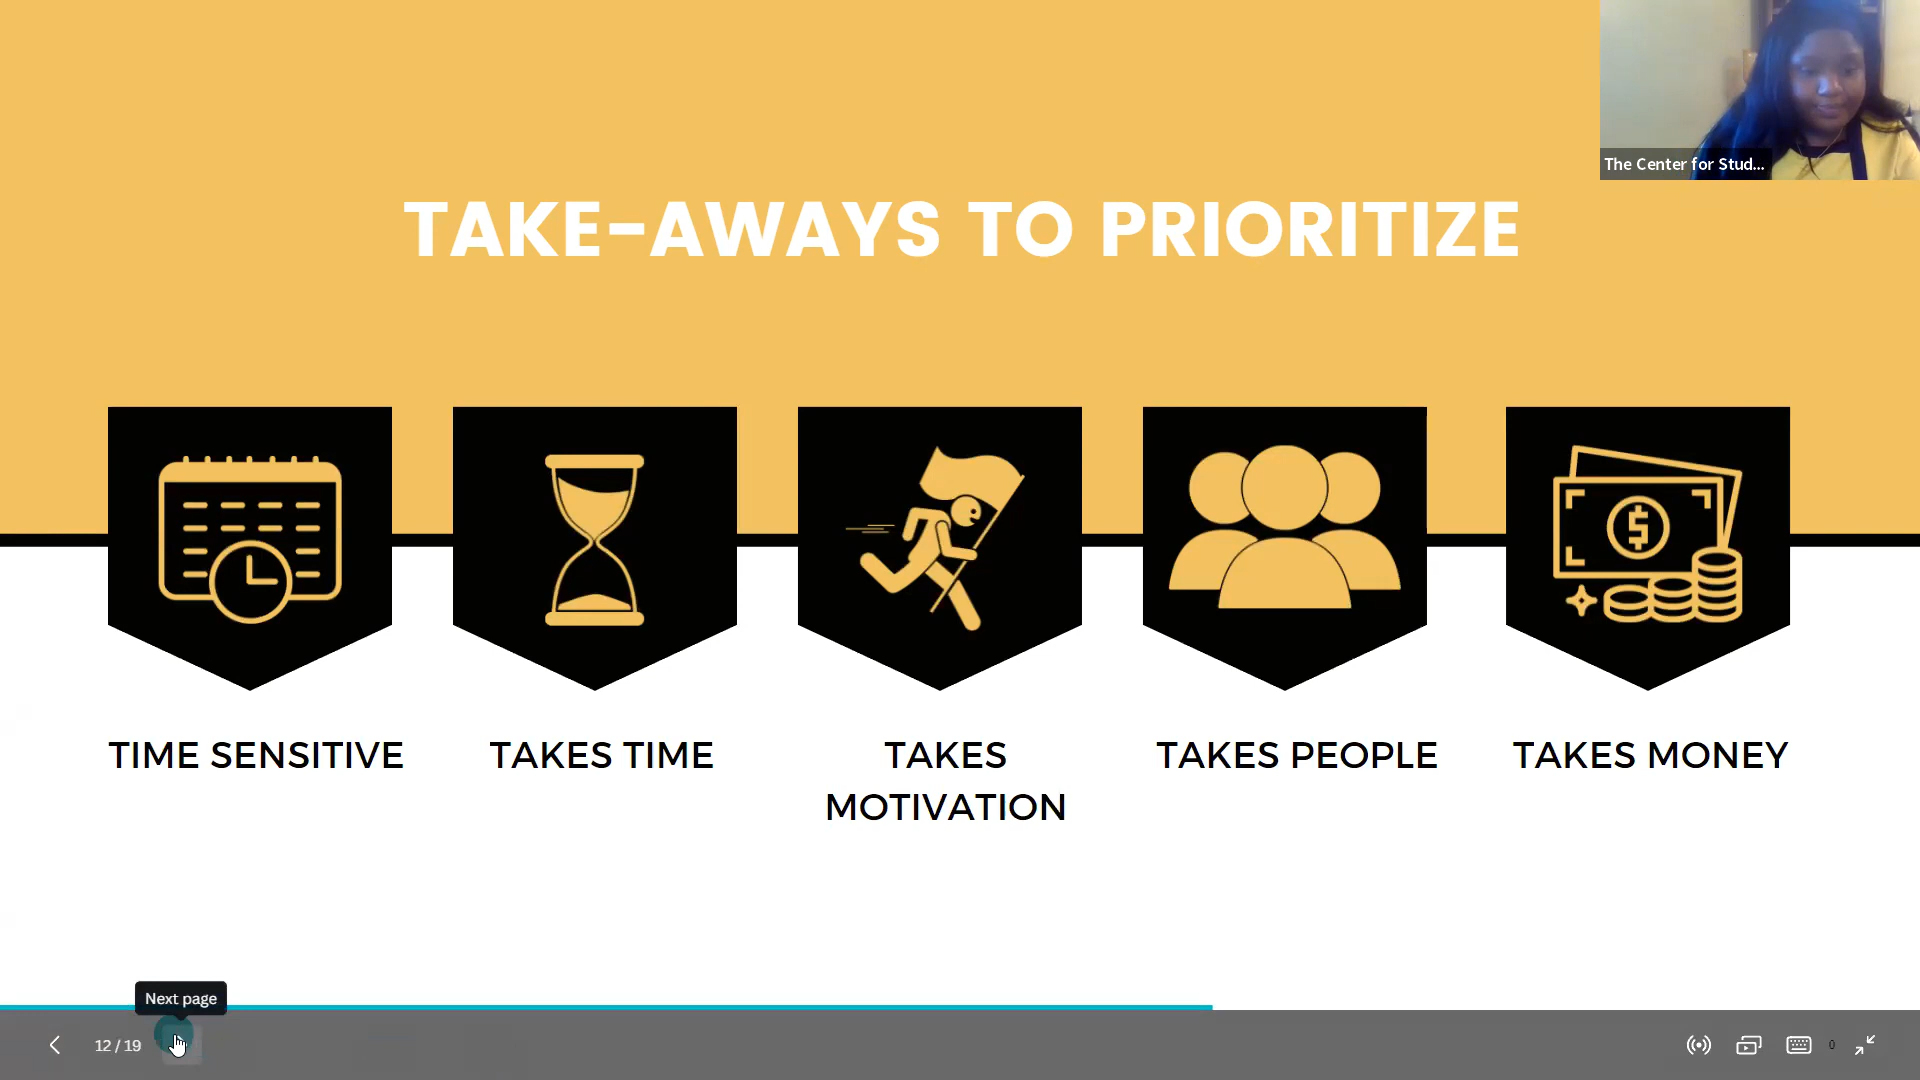 The Center for Stud...
TAKE-AWAYS TO PRIORITIZE
$
TIME SENSITIVE
TAKES TIME
TAKES
MOTIVATION
TAKES PEOPLE
TAKES MONEY
Next page
12 / 19
0